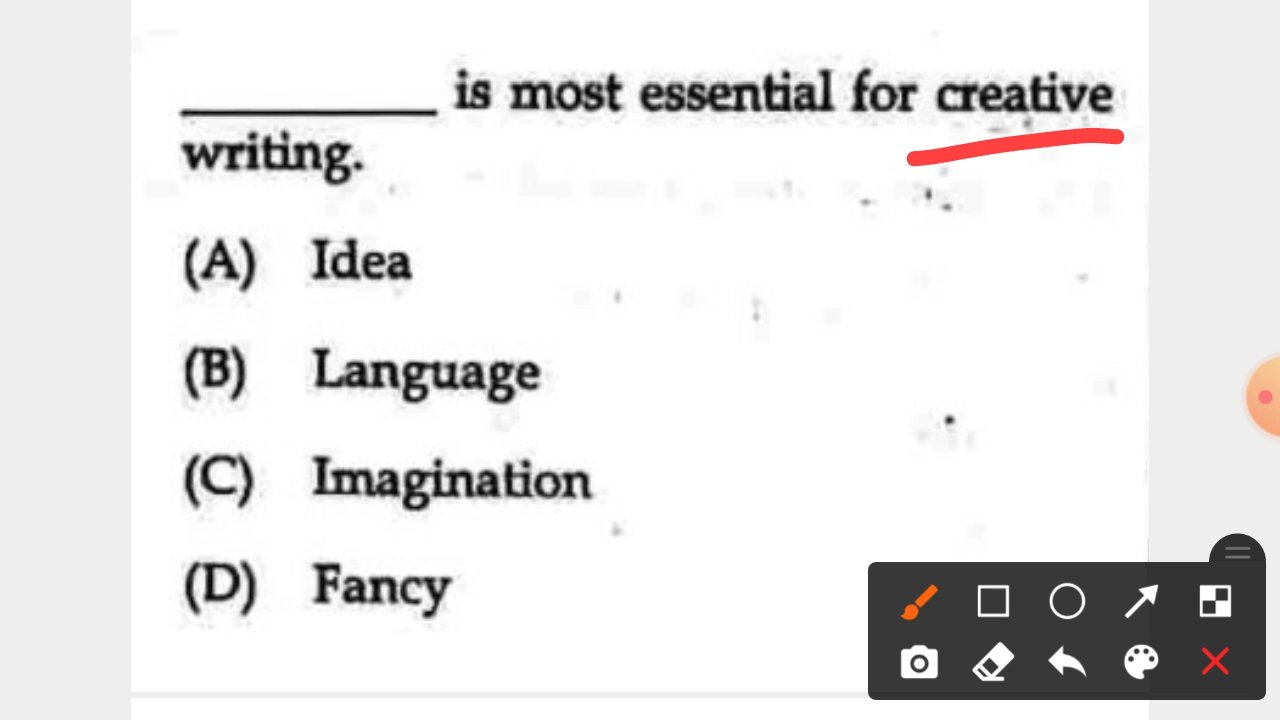 __________ is most essential for creative
writing.
(A) Idea
(B) Language
(C) Imagination
(D) Fancy